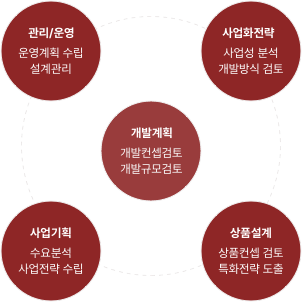 관리/운영
운영계획 수립
설계관리
사업화전략
사업성 분석
개발방식 검토
개발계획
개발컨셉검토
개발규모검토
사업기획
수요분석
사업전략 수립
상품설계
상품컨셉 검토
특화전략 도출